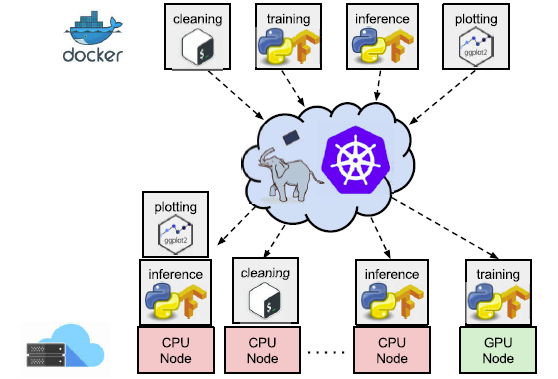 docker
cleaning
training
inference
plotting
$
ggplot2
plotting
ggplot2
inference
cleaning
$
inference
training
CPU
Node
CPU
Node
.....
CPU
Node
GPU
Node